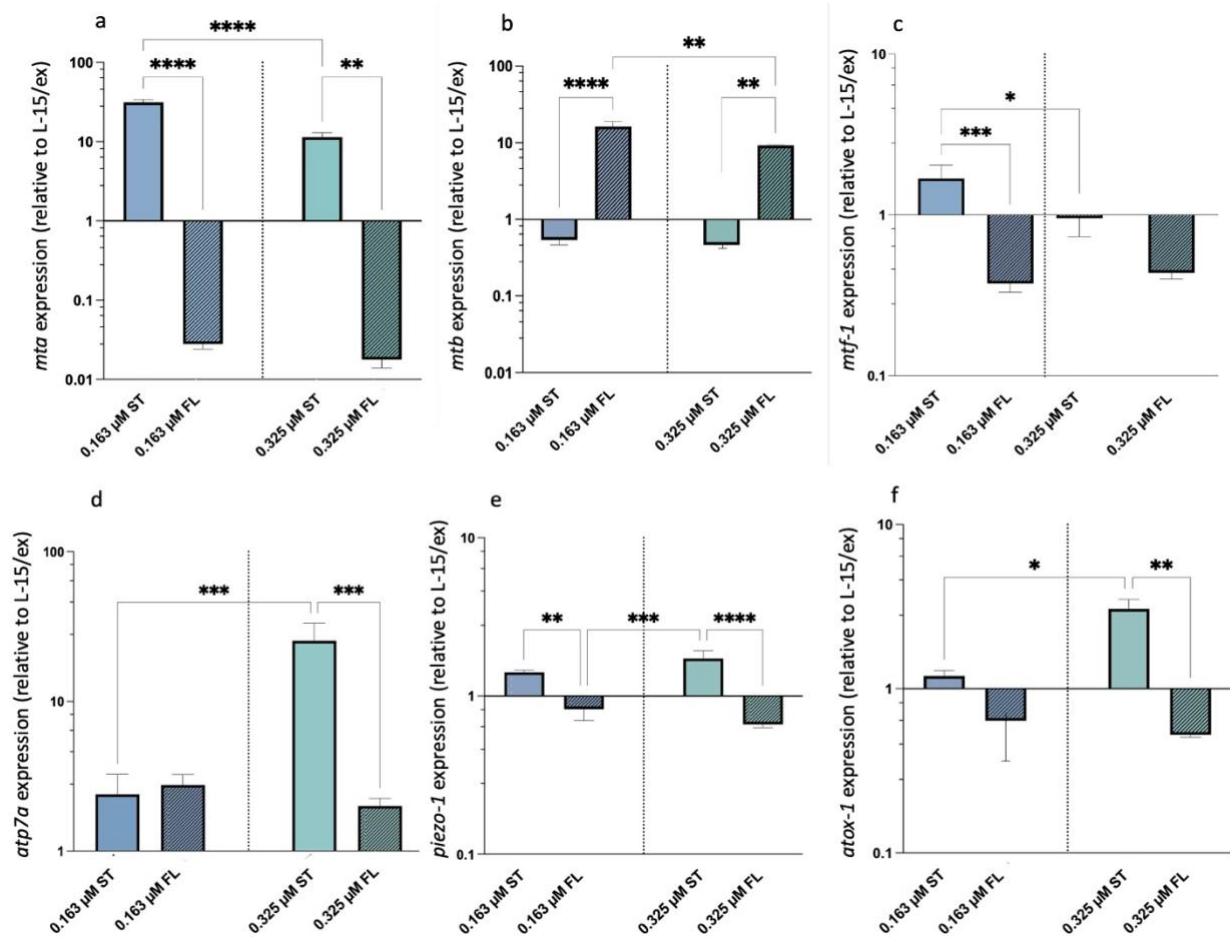 a
mta expression (relative to L-15/ex)
100
10
1
0.1
0.01
****
****
**
0.163 µM ST
0.163 µM FL
0.325 µM ST
0.325 µM FL
b
mtb expression (relative to L-15/ex)
100
10
1
0.1
0.01
**
****
**
0.163 µM ST
0.163 µM FL
0.325 µM ST
0.325 µM FL
c
mtf-1 expression (relative to L-15/ex)
10
1
0.1
*
***
0.163 µM ST
0.163 µM FL
0.325 µM ST
0.325 µM FL
d
atp7a expression (relative to L-15/ex)
100
10
1
***
***
0.163 µM ST
0.163 µM FL
0.325 µM ST
0.325 µM FL
e
piezo-1 expression (relative to L-15/ex)
10
1
0.1
**
***
****
0.163 µM ST
0.163 µM FL
0.325 µM ST
0.325 µM FL
f
atox-1 expression (relative to L-15/ex)
10
1
0.1
*
**
0.163 µM ST
0.163 µM FL
0.325 µM ST
0.325 µM FL